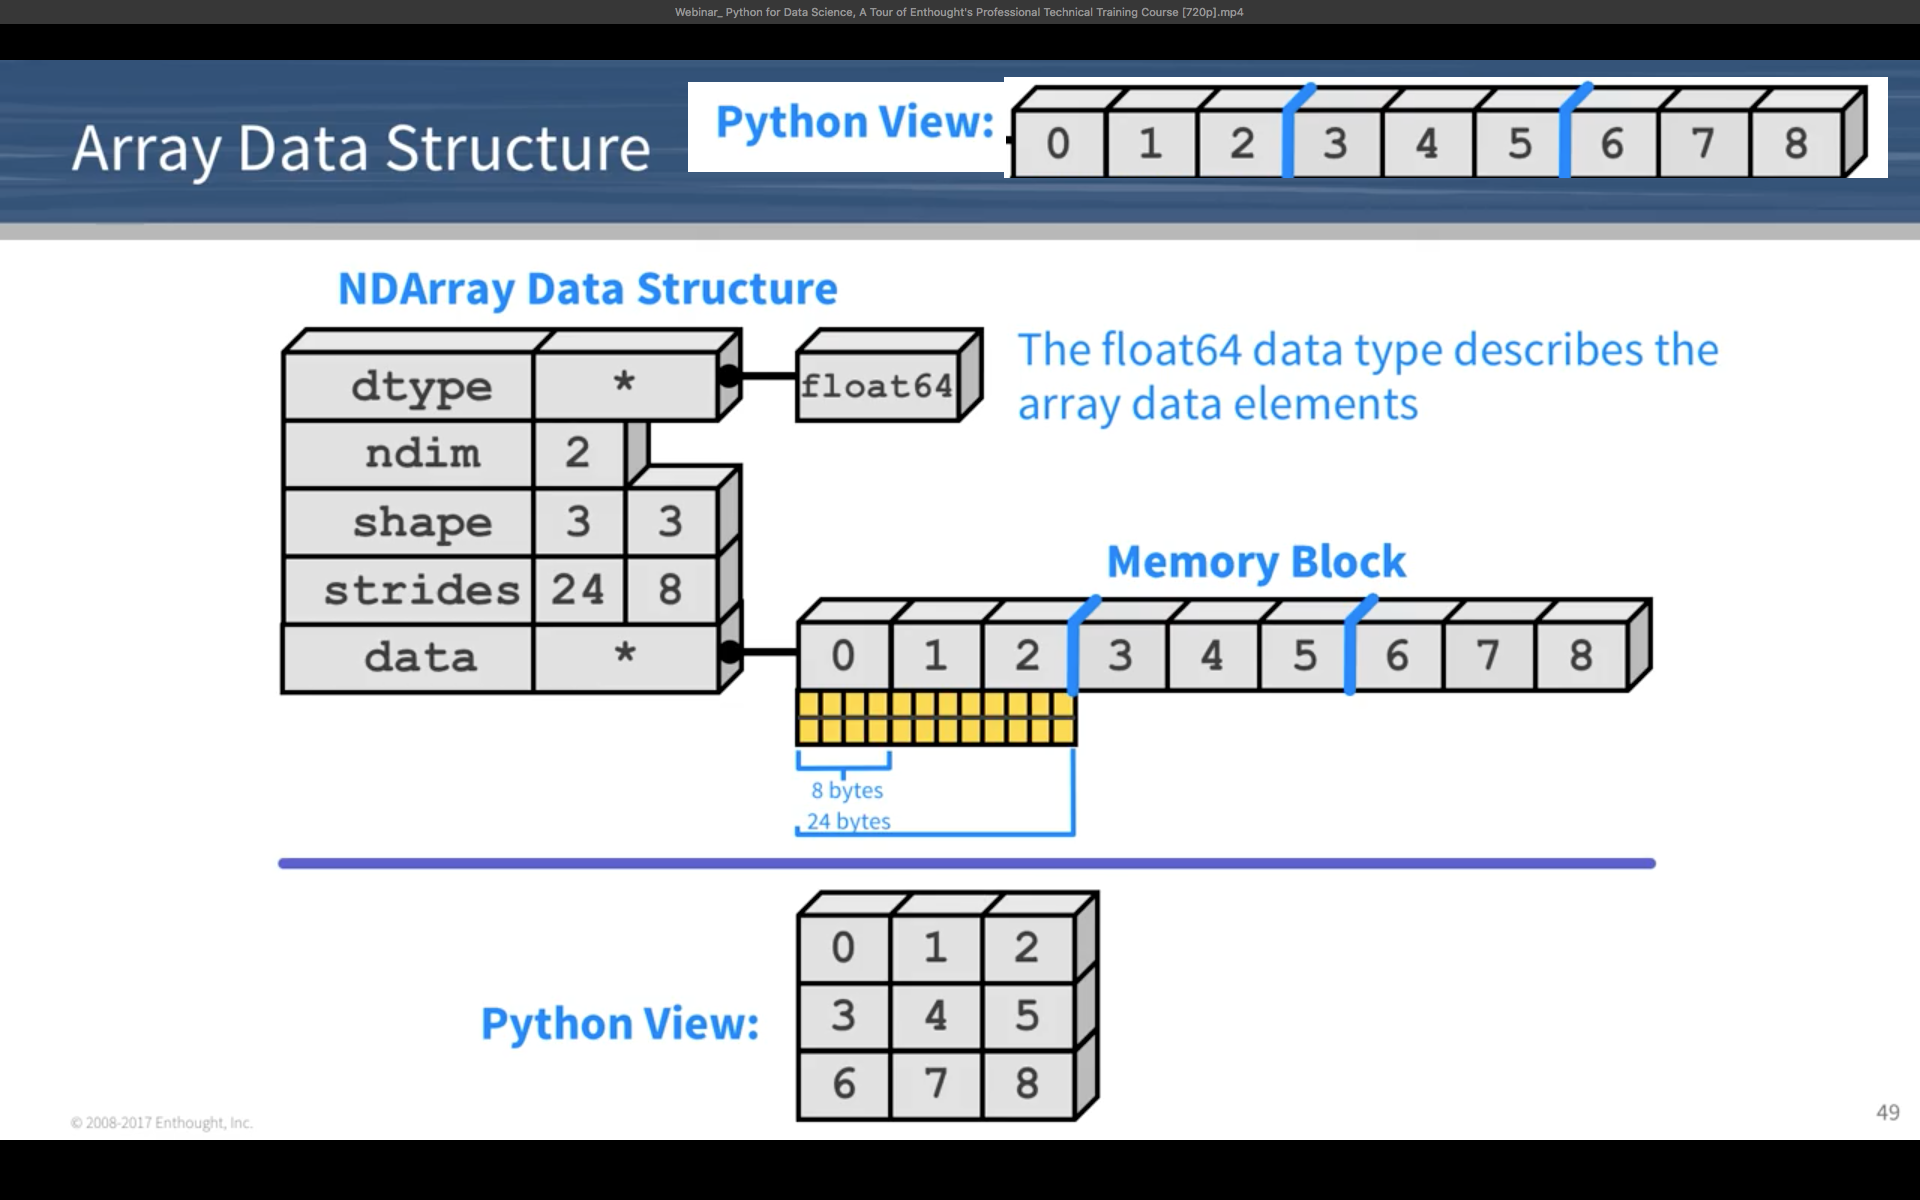 Webinar_ Python for Data Science, A Tour of Enthought's Professional Technical Training Course [720p].mp4
Array Data Structure
Python View:
0 1 2 3 4 5 6 7 8
NDArray Data Structure
dtype *
float64
The float64 data type describes the
array data elements
ndim 2
shape 3 3
strides 24 8
data *
Memory Block
0 1 2 3 4 5 6 7 8
8 bytes
24 bytes
Python View:
0 1 2
3 4 5
6 7 8
© 2008-2017 Enthought, Inc.
49